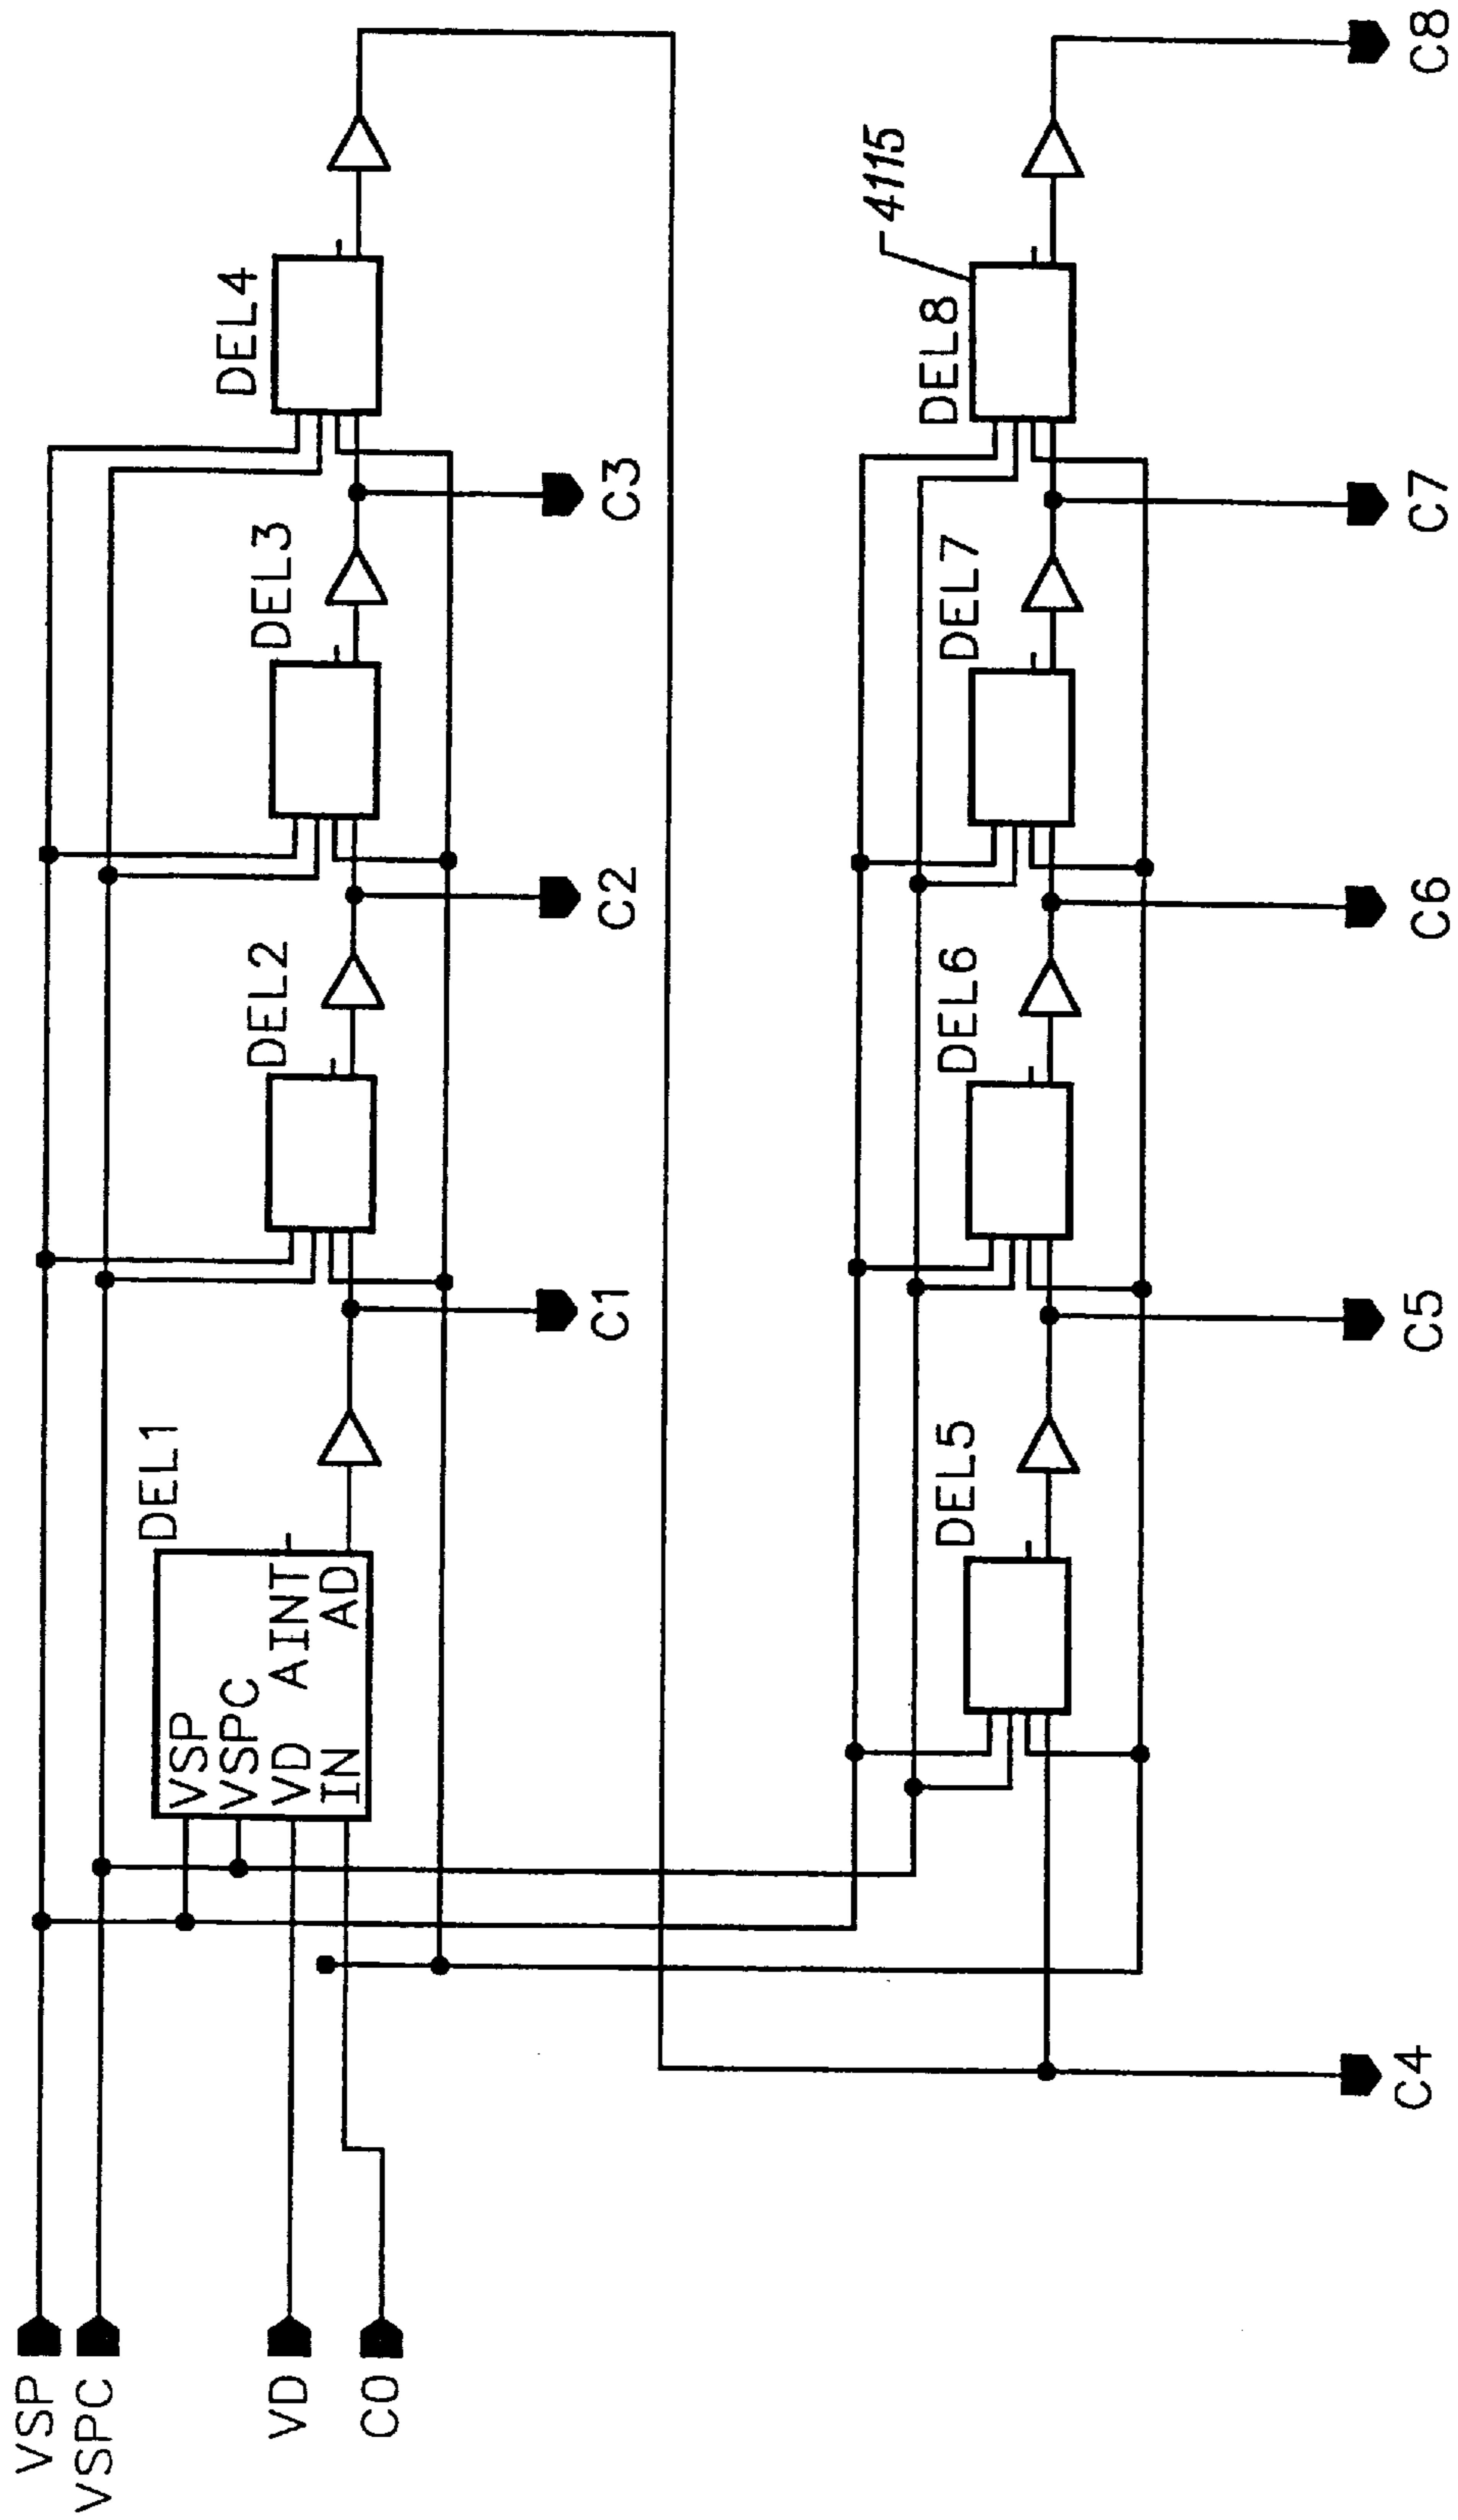 VSP
VSPC
VD
C0
DEL1
VSP
VSPC
VD
IN
AINT
AD
DEL2
DEL3
DEL4
C1
C2
C3
DEL5
DEL6
DEL7
DEL8
4115
C4
C5
C6
C7
C8